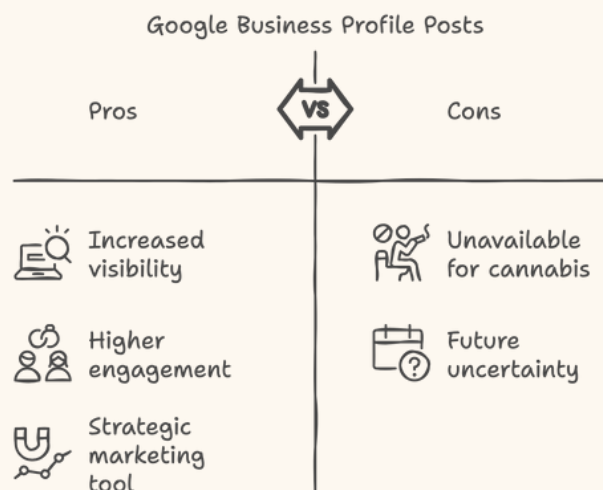 Google Business Profile Posts
Pros
VS
Cons
Increased
visibility
Unavailable
for cannabis
Higher
engagement
Future
uncertainty
?
Strategic
marketing
tool